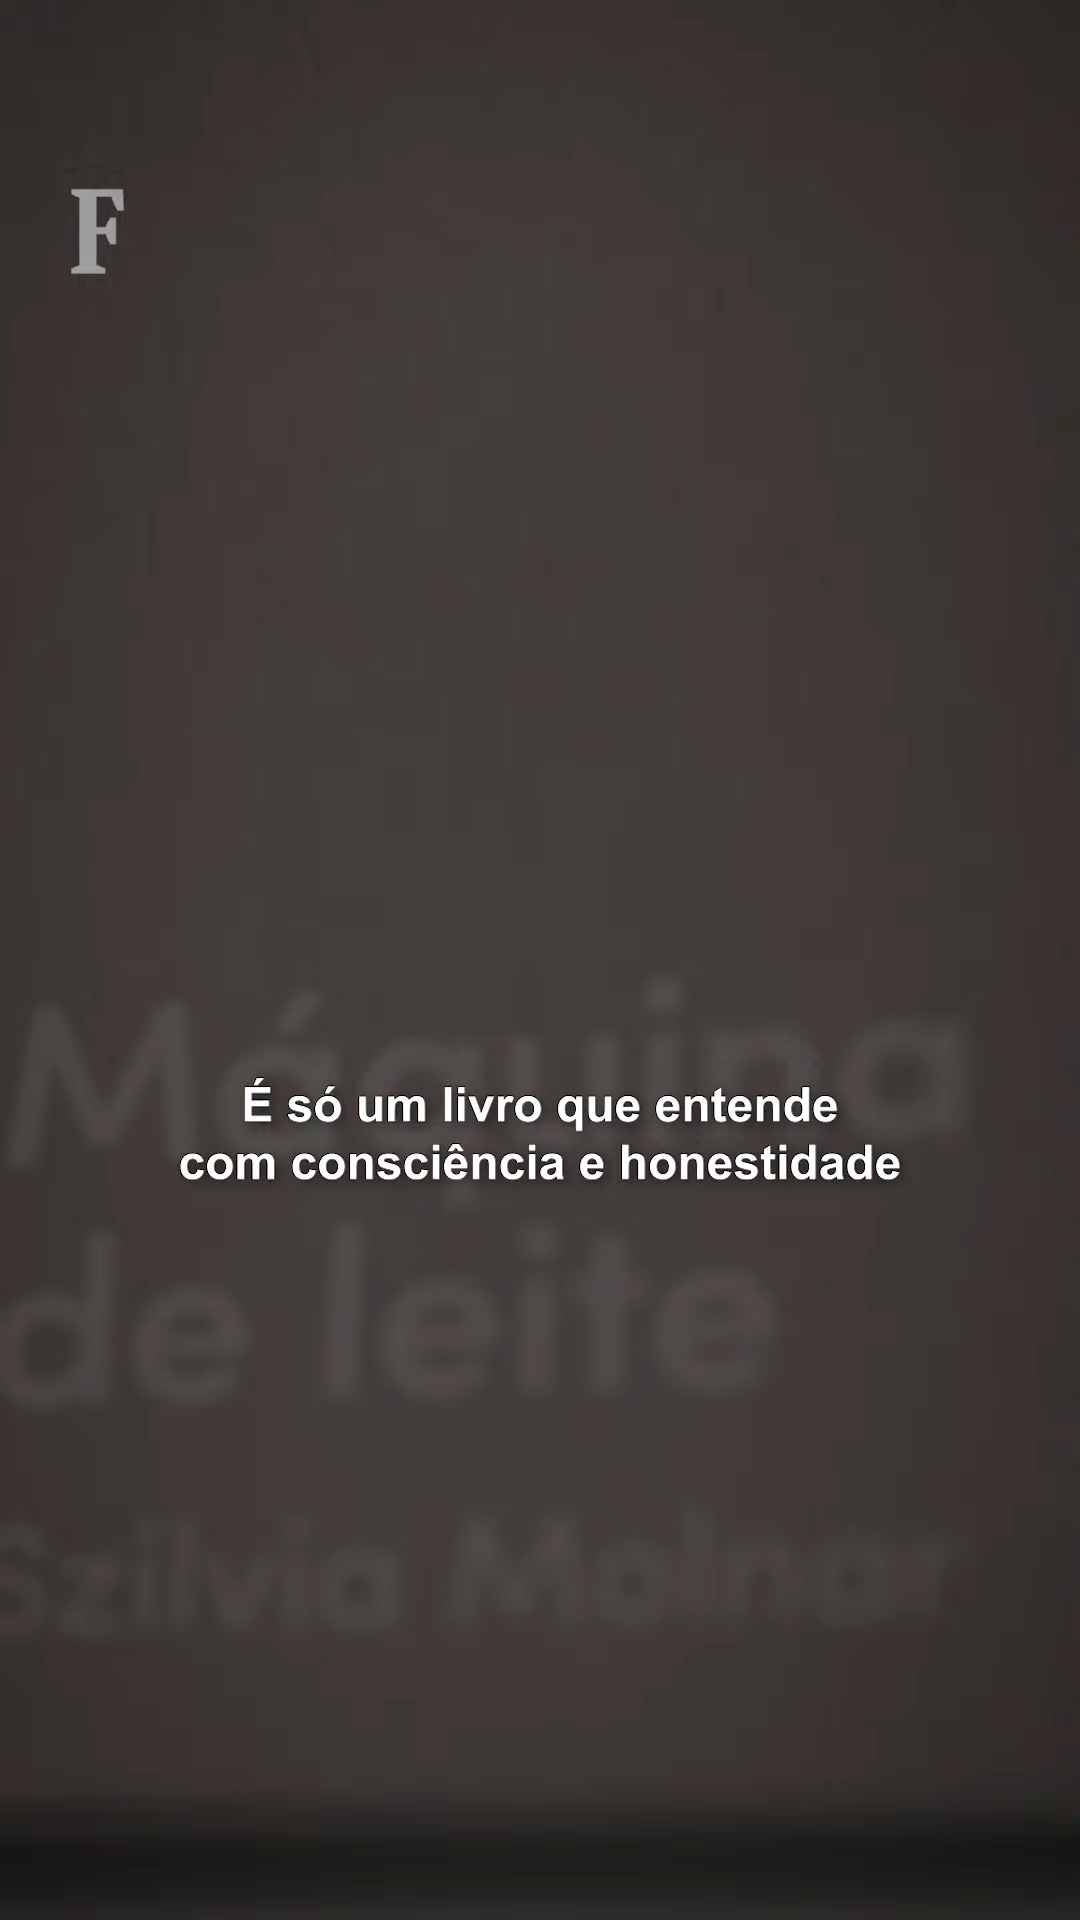 F
Máquina
É só um livro que entende
com consciência e honestidade
de leite
Szilvia Molnar